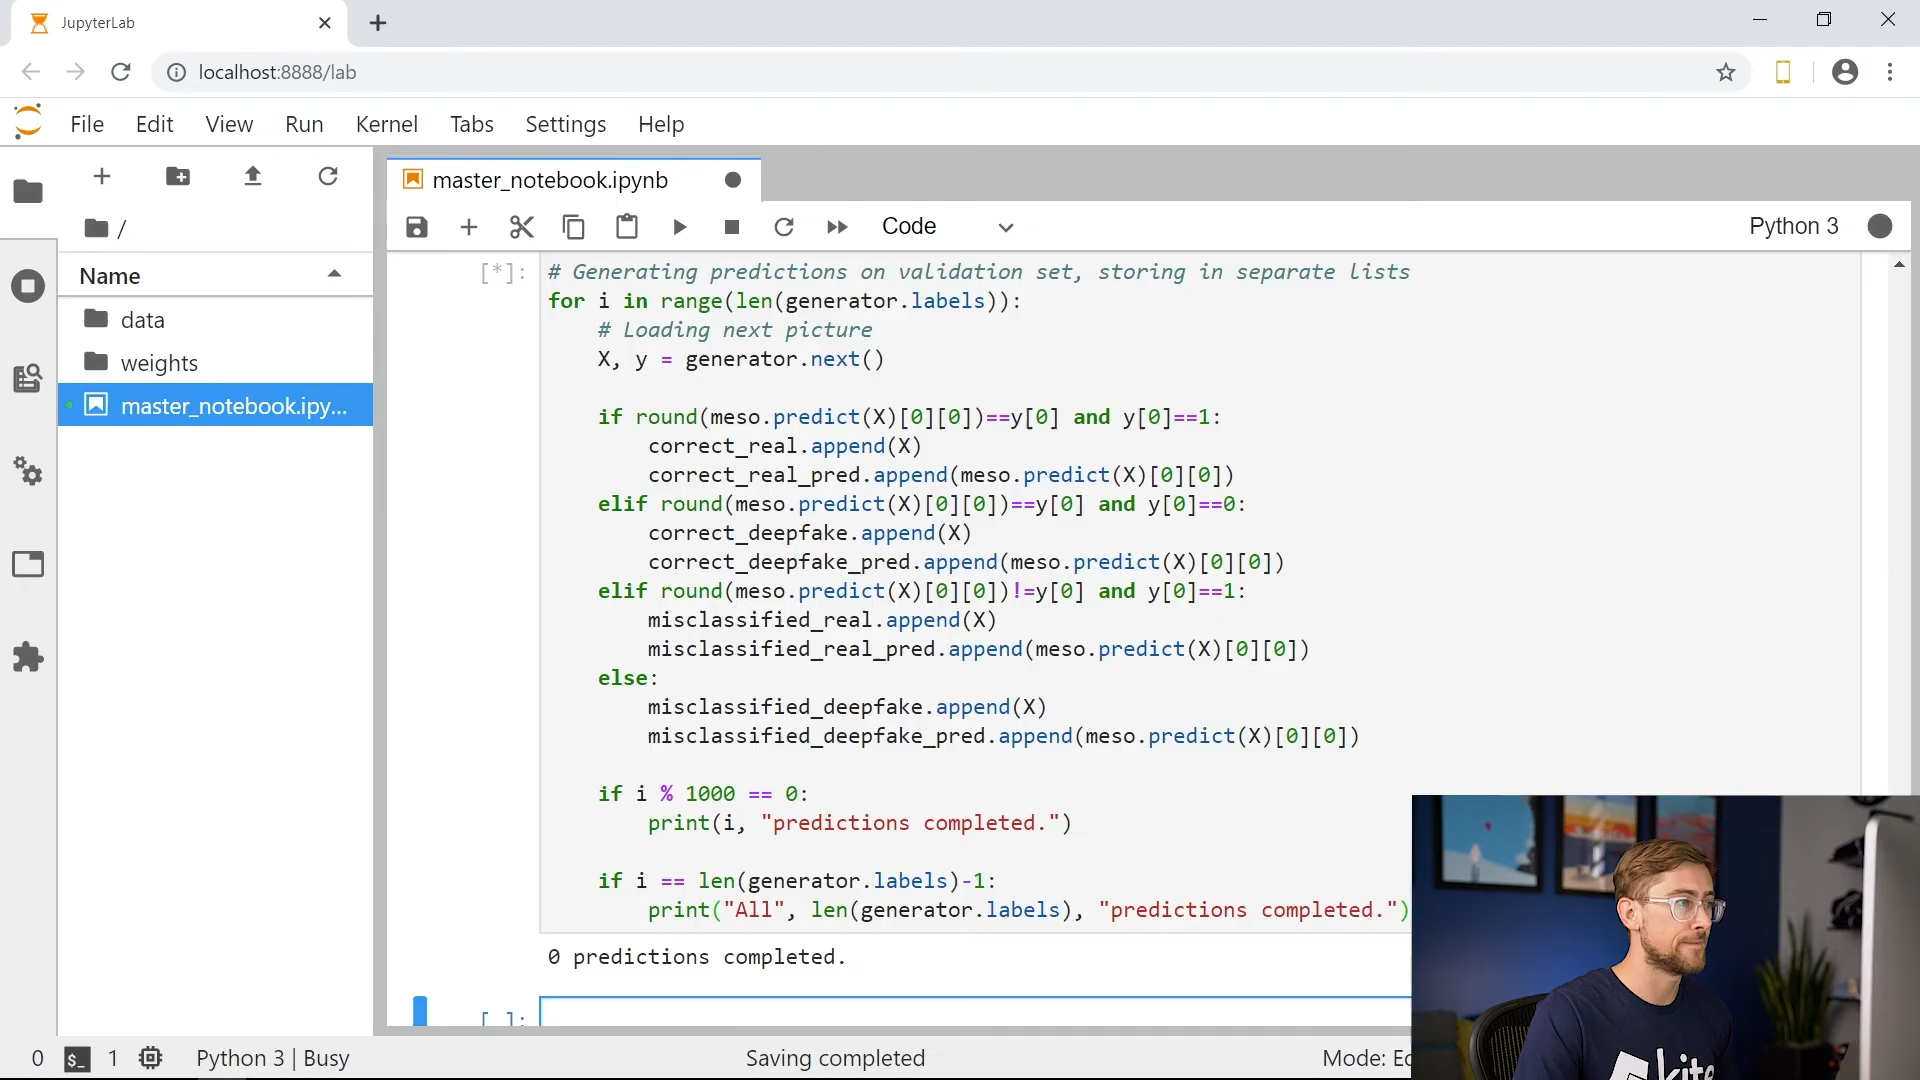 JupyterLab
localhost:8888/lab
File Edit View Run Kernel Tabs Settings Help
master_notebook.ipynb
/
Code
Python 3
Name
data
weights
master_notebook.ipy...
[*]:
# Generating predictions on validation set, storing in separate lists
for i in range(len(generator.labels)):
    # Loading next picture
    X, y = generator.next()
    if round(meso.predict(X)[0][0])==y[0] and y[0]==1:
        correct_real.append(X)
        correct_real_pred.append(meso.predict(X)[0][0])
    elif round(meso.predict(X)[0][0])==y[0] and y[0]==0:
        correct_deepfake.append(X)
        correct_deepfake_pred.append(meso.predict(X)[0][0])
    elif round(meso.predict(X)[0][0])!=y[0] and y[0]==1:
        misclassified_real.append(X)
        misclassified_real_pred.append(meso.predict(X)[0][0])
    else:
        misclassified_deepfake.append(X)
        misclassified_deepfake_pred.append(meso.predict(X)[0][0])
    if i % 1000 == 0:
        print(i, "predictions completed.")
    if i == len(generator.labels)-1:
        print("All", len(generator.labels), "predictions completed.")
0 predictions completed.
[ ]:
0 $_ 1 Python 3 | Busy
Saving completed
Mode: Ed
kite